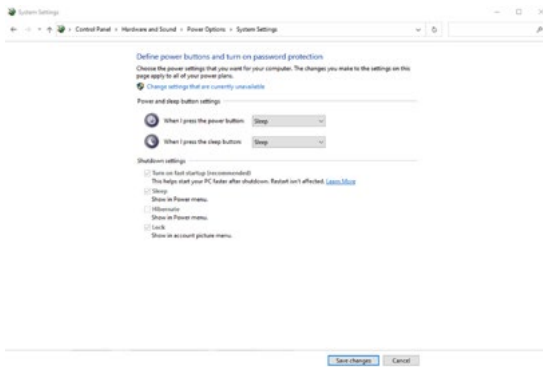 System Settings
Control Panel › Hardware and Sound › Power Options › System Settings
Define power buttons and turn on password protection
Choose the power settings that you want for your computer. The changes you make to the settings on this
page apply to all of your power plans.
Change settings that are currently unavailable
Power and sleep button settings
When I press the power button: Sleep
When I press the sleep button: Sleep
Shutdown settings
Turn on fast startup (recommended)
This helps start your PC faster after shutdown. Restart isn't affected. Learn More
Sleep
Show in Power menu.
Hibernate
Show in Power menu.
Lock
Show in account picture menu.
Save changes Cancel